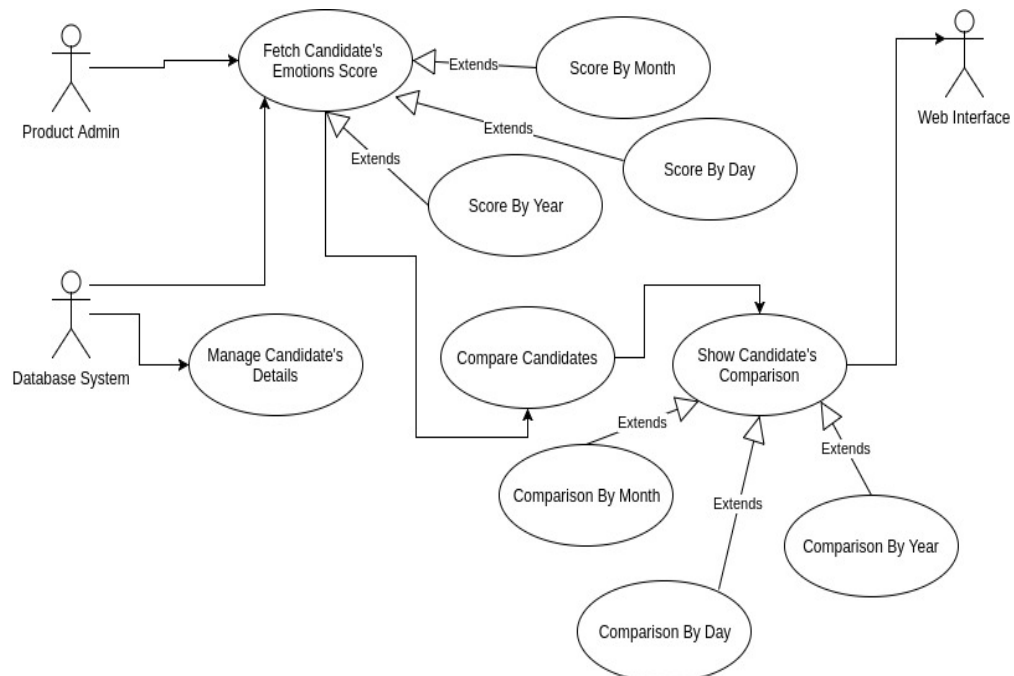 Fetch Candidate's
Emotions Score
Extends
Score By Month
Product Admin
Web Interface
Extends
Score By Day
Extends
Score By Year
Database System
Manage Candidate's
Details
Compare Candidates
Show Candidate's
Comparison
Extends
Extends
Extends
Comparison By Month
Comparison By Year
Comparison By Day